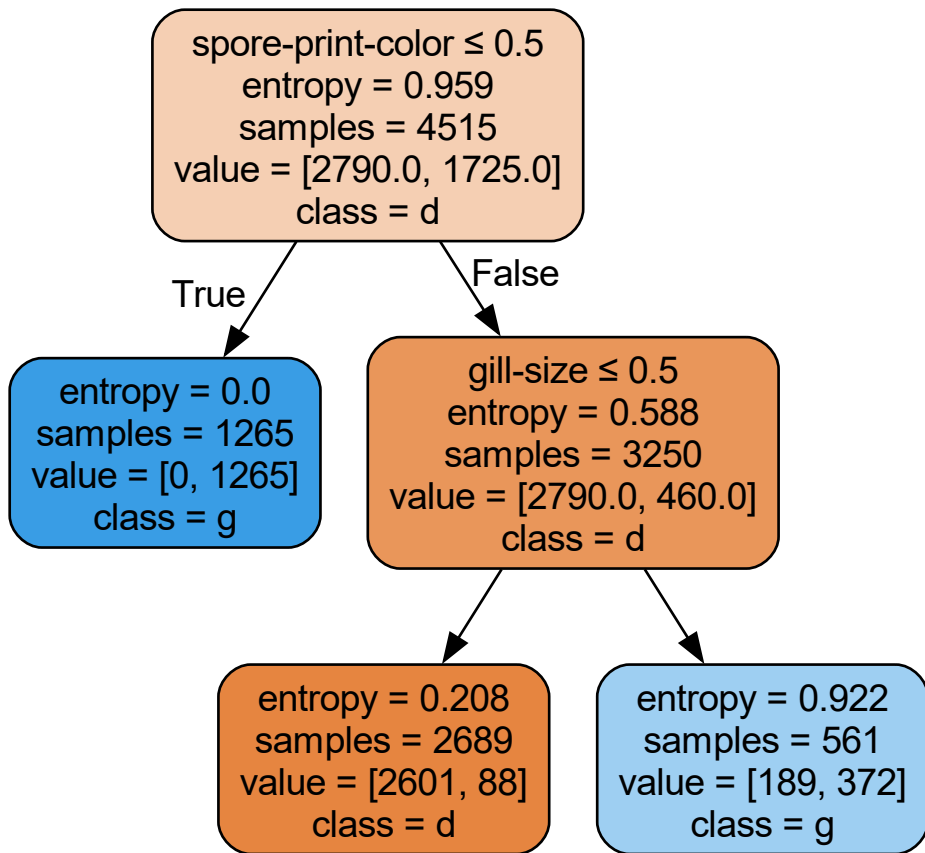 spore-print-color ≤ 0.5
entropy = 0.959
samples = 4515
value = [2790.0, 1725.0]
class = d
True
False
entropy = 0.0
samples = 1265
value = [0, 1265]
class = g
gill-size ≤ 0.5
entropy = 0.588
samples = 3250
value = [2790.0, 460.0]
class = d
entropy = 0.208
samples = 2689
value = [2601, 88]
class = d
entropy = 0.922
samples = 561
value = [189, 372]
class = g